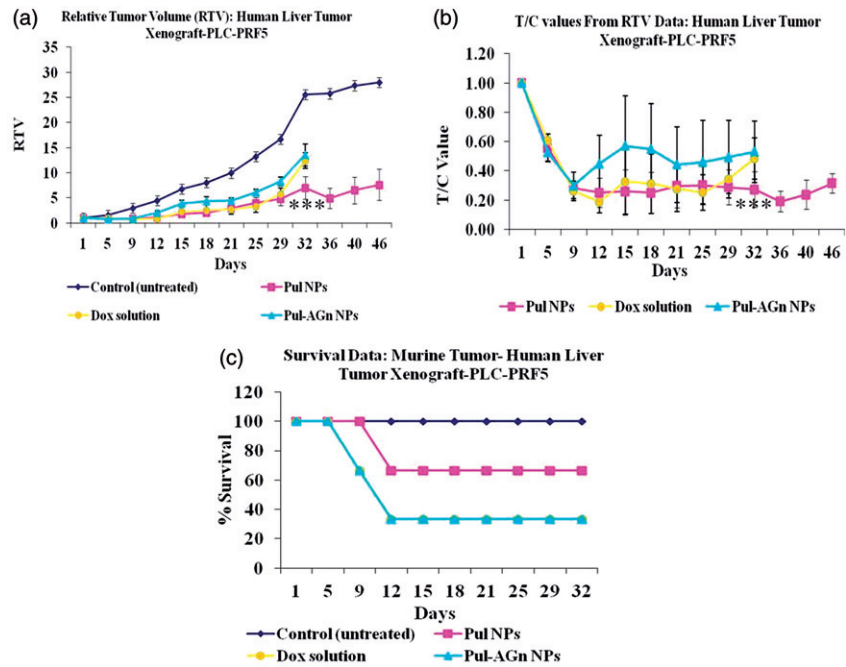 (a)
Relative Tumor Volume (RTV): Human Liver Tumor
Xenograft-PLC-PRF5
35
30
25
20
15
10
5
0
RTV
***
1 5 9 12 15 18 21 25 29 32 36 40 46
Days
Control (untreated) Pul NPs
Dox solution Pul-AGn NPs
(b)
T/C values From RTV Data: Human Liver Tumor
Xenograft-PLC-PRF5
1.20
1.00
0.80
0.60
0.40
0.20
0.00
T/C Value
***
1 5 9 12 15 18 21 25 29 32 36 40 46
Days
Pul NPs Dox solution Pul-AGn NPs
(c)
Survival Data: Murine Tumor- Human Liver
Tumor Xenograft-PLC-PRF5
120
100
80
60
40
20
0
% Survival
1 5 9 12 15 18 21 25 29 32
Days
Control (untreated) Pul NPs
Dox solution Pul-AGn NPs